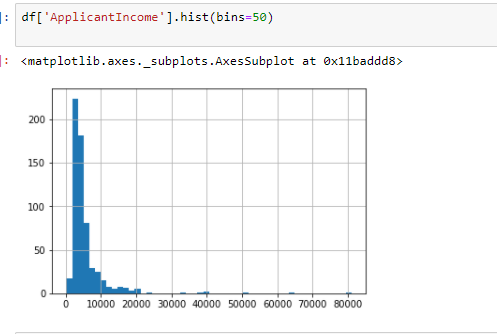 ]: df['ApplicantIncome'].hist(bins=50)
]: <matplotlib.axes._subplots.AxesSubplot at 0x11baddd8>
200
150
100
50
0
0 10000 20000 30000 40000 50000 60000 70000 80000